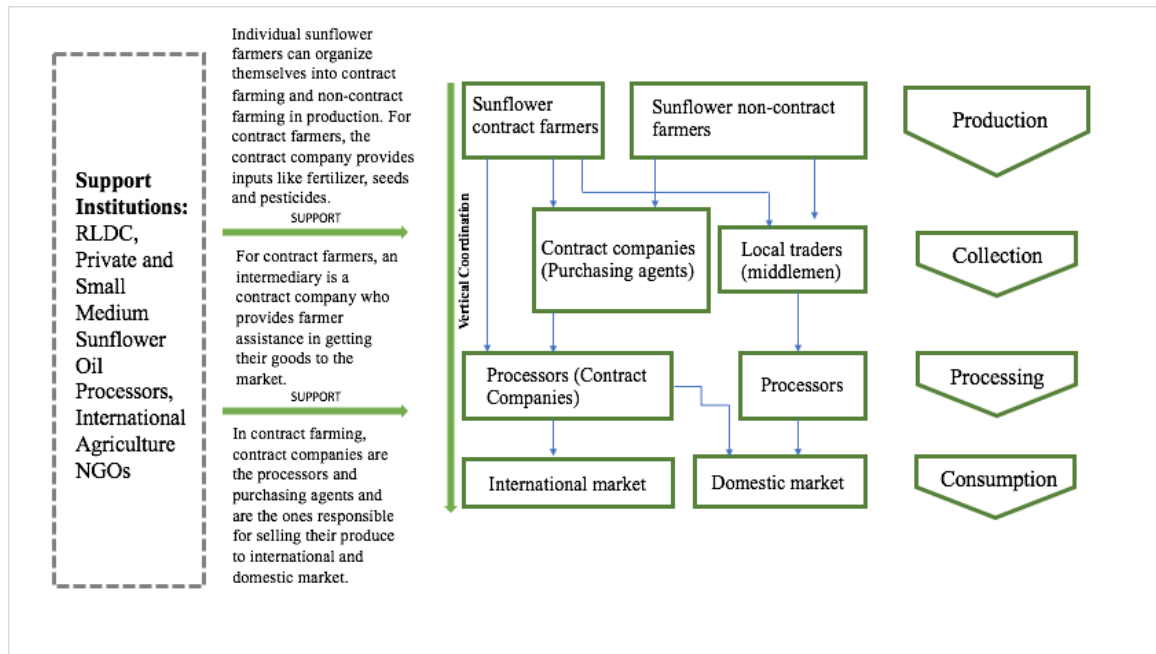 Support
Institutions:
RLDC,
Private and
Small
Medium
Sunflower
Oil
Processors,
International
Agriculture
NGOs
Individual sunflower
farmers can organize
themselves into contract
farming and non-contract
farming in production. For
contract farmers, the
contract company provides
inputs like fertilizer, seeds
and pesticides.
SUPPORT
For contract farmers, an
intermediary is a
contract company who
provides farmer
assistance in getting
their goods to the
market.
SUPPORT
In contract farming,
contract companies are
the processors and
purchasing agents and
are the ones responsible
for selling their produce
to international and
domestic market.
Vertical Coordination
Sunflower
contract farmers
Sunflower non-contract
farmers
Production
Contract companies
(Purchasing agents)
Local traders
(middlemen)
Collection
Processors (Contract
Companies)
Processors
Processing
International market
Domestic market
Consumption